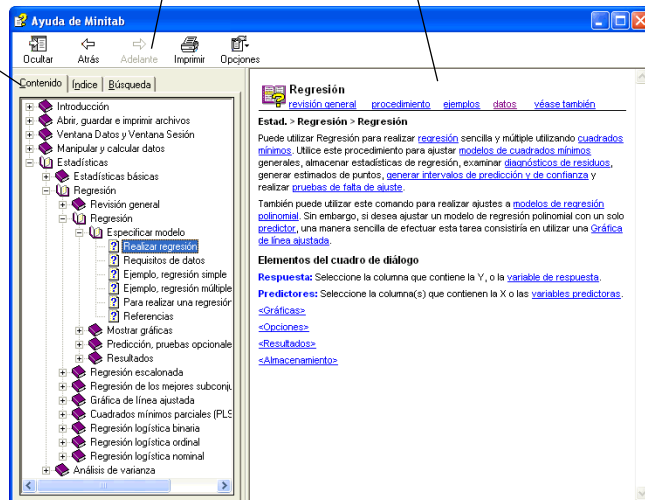 Ayuda de Minitab
Ocultar Atrás Adelante Imprimir Opciones
Contenido Índice Búsqueda
Introducción
Abrir, guardar e imprimir archivos
Ventana Datos y Ventana Sesión
Manipular y calcular datos
Estadísticas
Estadísticas básicas
Regresión
Revisión general
Regresión
Especificar modelo
Realizar regresión
Requisitos de datos
Ejemplo, regresión simple
Ejemplo, regresión múltiple
Para realizar una regresión
Referencias
Mostrar gráficas
Predicción, pruebas opcionale
Resultados
Regresión escalonada
Regresión de los mejores subconju
Gráfica de línea ajustada
Cuadrados mínimos parciales (PLS
Regresión logística binaria
Regresión logística ordinal
Regresión logística nominal
Análisis de varianza
Regresión
revisión general procedimiento ejemplos datos véase también
Estad. > Regresión > Regresión
Puede utilizar Regresión para realizar regresión sencilla y múltiple utilizando cuadrados
mínimos. Utilice este procedimiento para ajustar modelos de cuadrados mínimos
generales, almacenar estadísticas de regresión, examinar diagnósticos de residuos,
generar estimados de puntos, generar intervalos de predicción y de confianza y
realizar pruebas de falta de ajuste.
También puede utilizar este comando para realizar ajustes a modelos de regresión
polinomial. Sin embargo, si desea ajustar un modelo de regresión polinomial con un solo
predictor, una manera sencilla de efectuar esta tarea consistiría en utilizar una Gráfica
de línea ajustada.
Elementos del cuadro de diálogo
Respuesta: Seleccione la columna que contiene la Y, o la variable de respuesta.
Predictores: Seleccione la columna(s) que contienen la X o las variables predictoras.
<Gráficas>
<Opciones>
<Resultados>
<Almacenamiento>